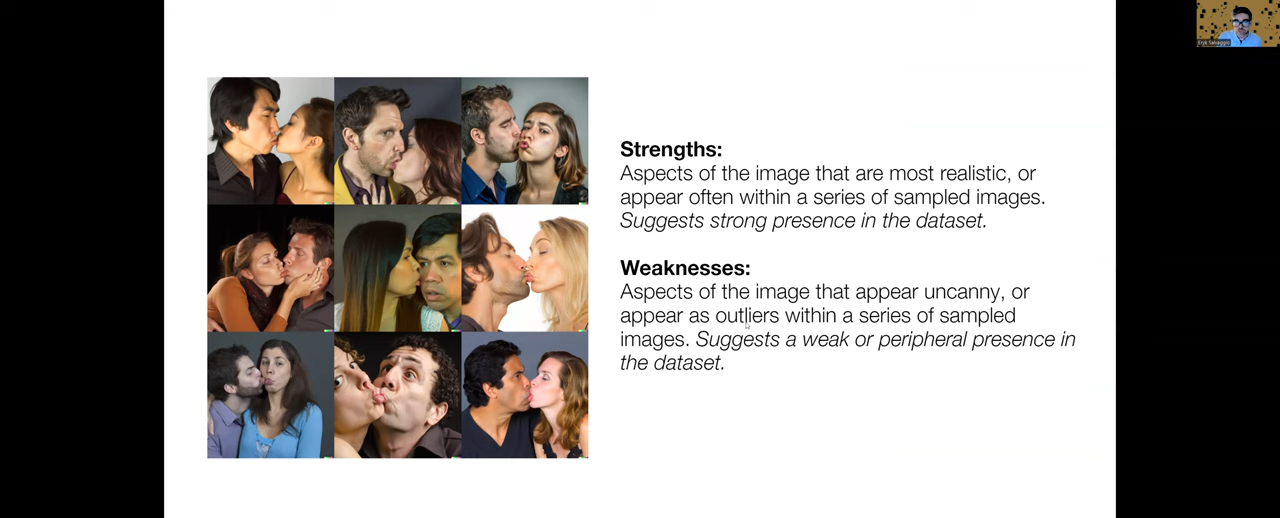 Eryk Salvaggio
Strengths:
Aspects of the image that are most realistic, or
appear often within a series of sampled images.
Suggests strong presence in the dataset.
Weaknesses:
Aspects of the image that appear uncanny, or
appear as outliers within a series of sampled
images. Suggests a weak or peripheral presence in
the dataset.